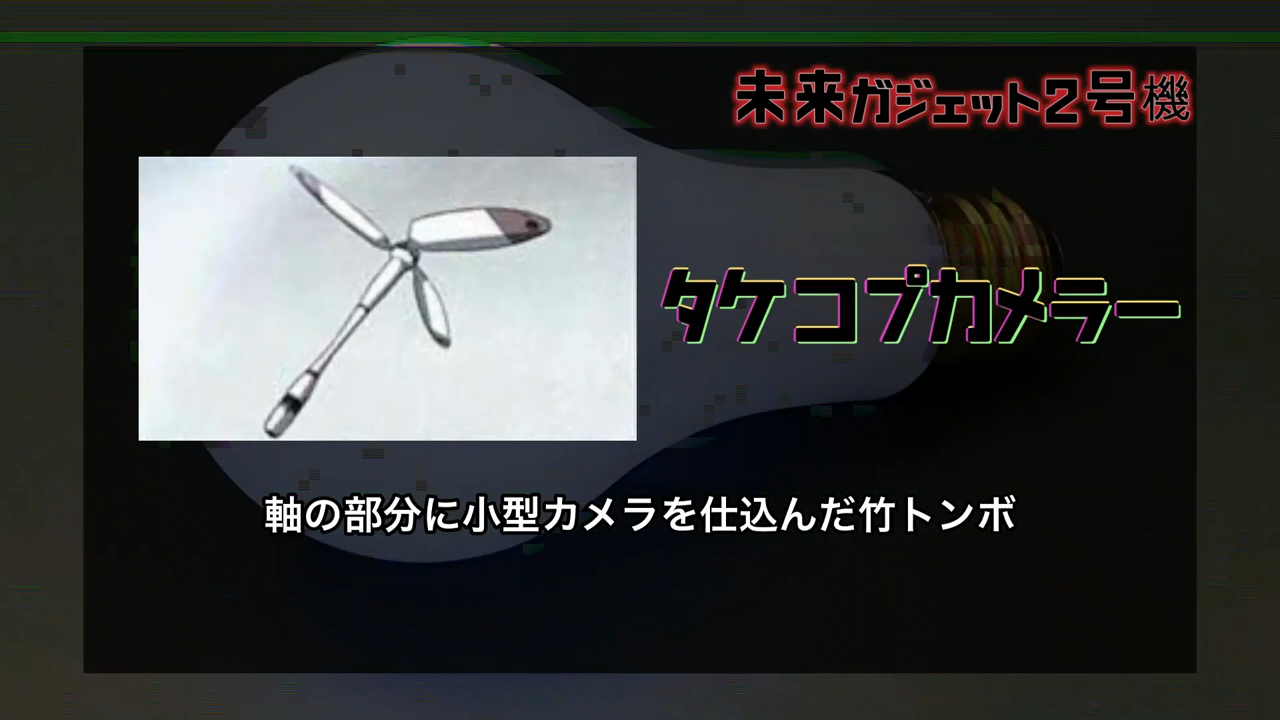 未来ガジェット2号機
タケコプカメラー
軸の部分に小型カメラを仕込んだ竹トンボ